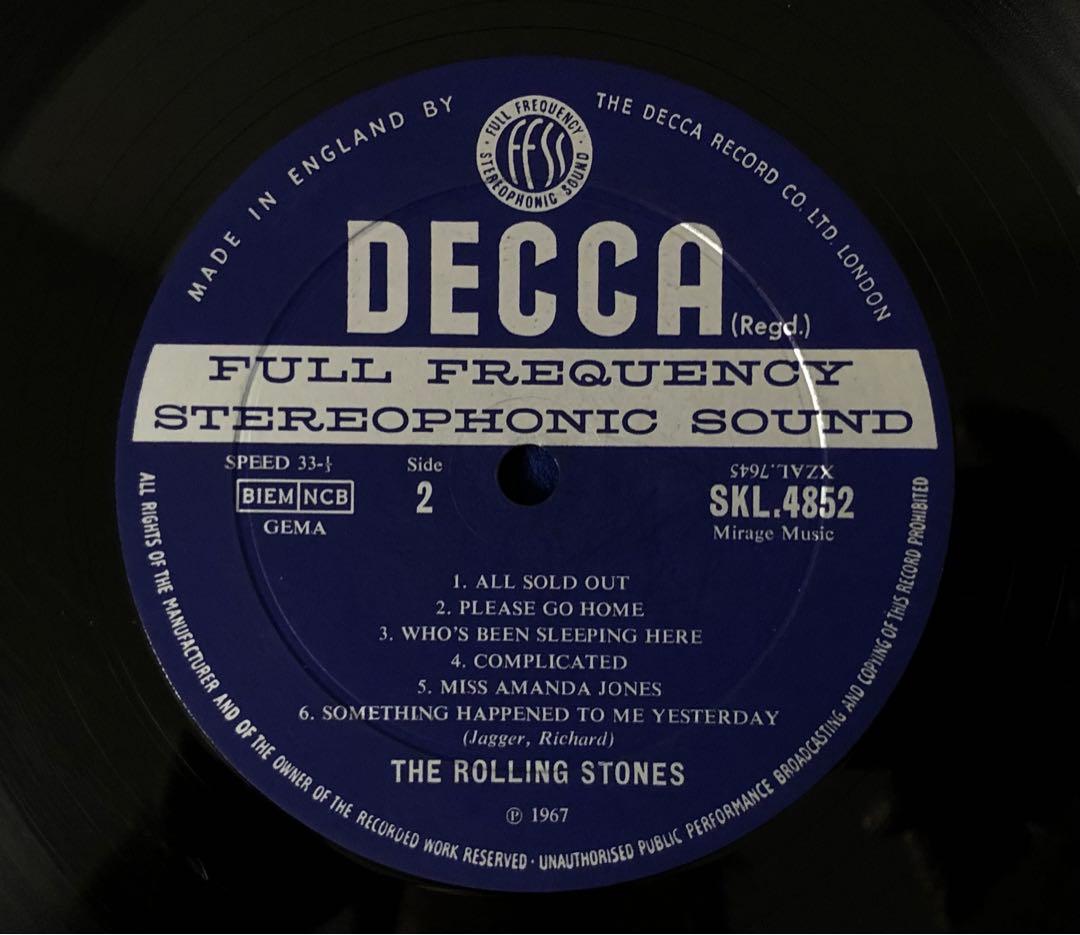 MADE IN ENGLAND BY
THE DECCA RECORD CO. LTD. LONDON
FULL FREQUENCY
STEREOPHONIC SOUND
FFSS
DECCA (Regd.)
FULL FREQUENCY
STEREOPHONIC SOUND
SPEED 33-⅓
BIEM NCB
GEMA
Side
2
XZAL.7645
SKL.4852
Mirage Music
1. ALL SOLD OUT
2. PLEASE GO HOME
3. WHO'S BEEN SLEEPING HERE
4. COMPLICATED
5. MISS AMANDA JONES
6. SOMETHING HAPPENED TO ME YESTERDAY
(Jagger, Richard)
THE ROLLING STONES
℗ 1967
ALL RIGHTS OF THE MANUFACTURER AND OF THE OWNER OF THE RECORDED WORK RESERVED · UNAUTHORISED PUBLIC PERFORMANCE BROADCASTING AND COPYING OF THIS RECORD PROHIBITED